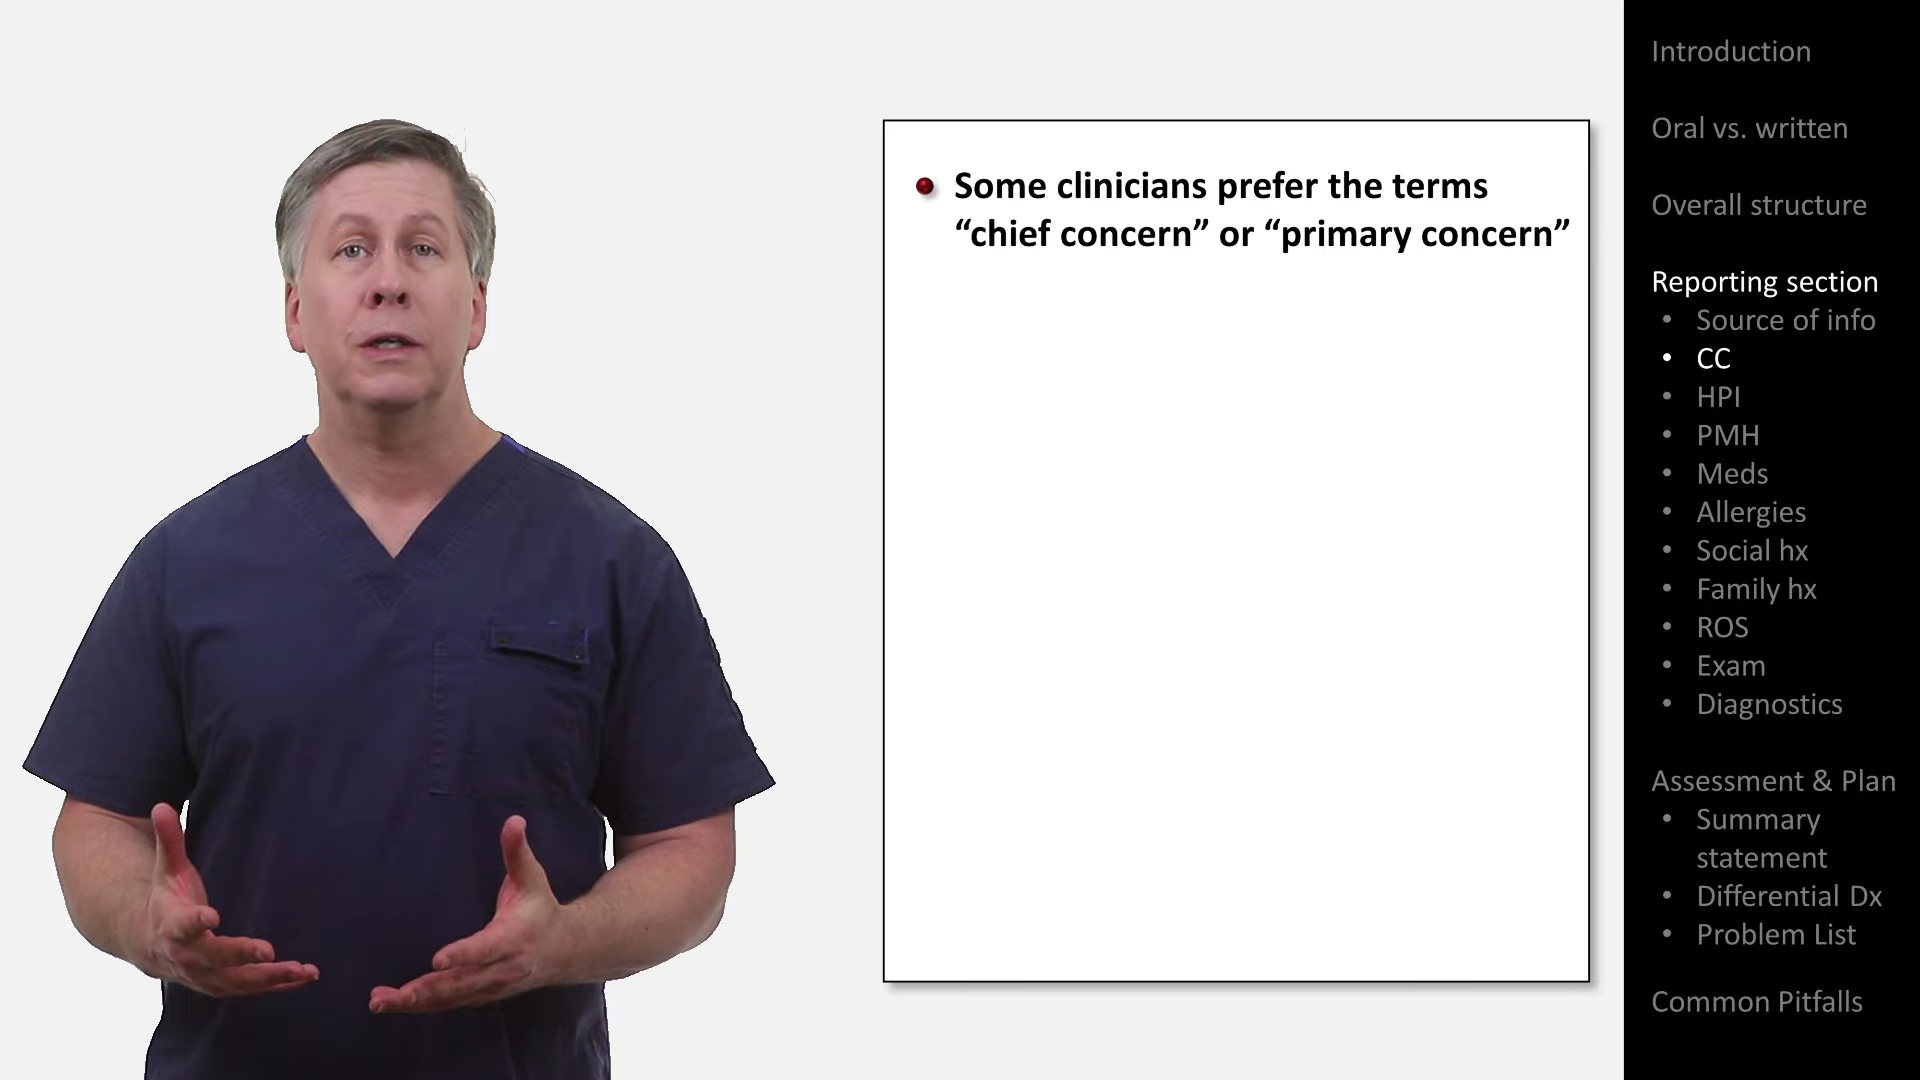 Some clinicians prefer the terms
“chief concern” or “primary concern”
Introduction
Oral vs. written
Overall structure
Reporting section
• Source of info
• CC
• HPI
• PMH
• Meds
• Allergies
• Social hx
• Family hx
• ROS
• Exam
• Diagnostics
Assessment & Plan
• Summary
statement
• Differential Dx
• Problem List
Common Pitfalls